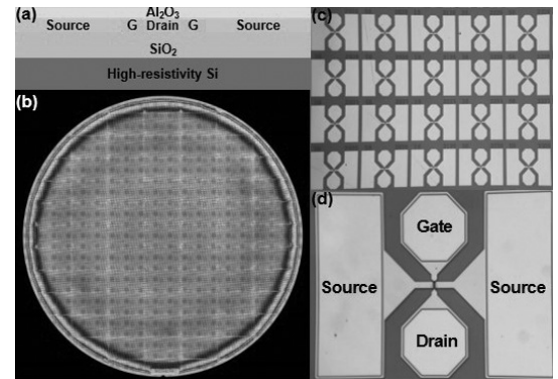 (a)
Al₂O₃
Source G Drain G Source
SiO₂
High-resistivity Si
(b)
(c)
(d)
Gate
Source Source
Drain